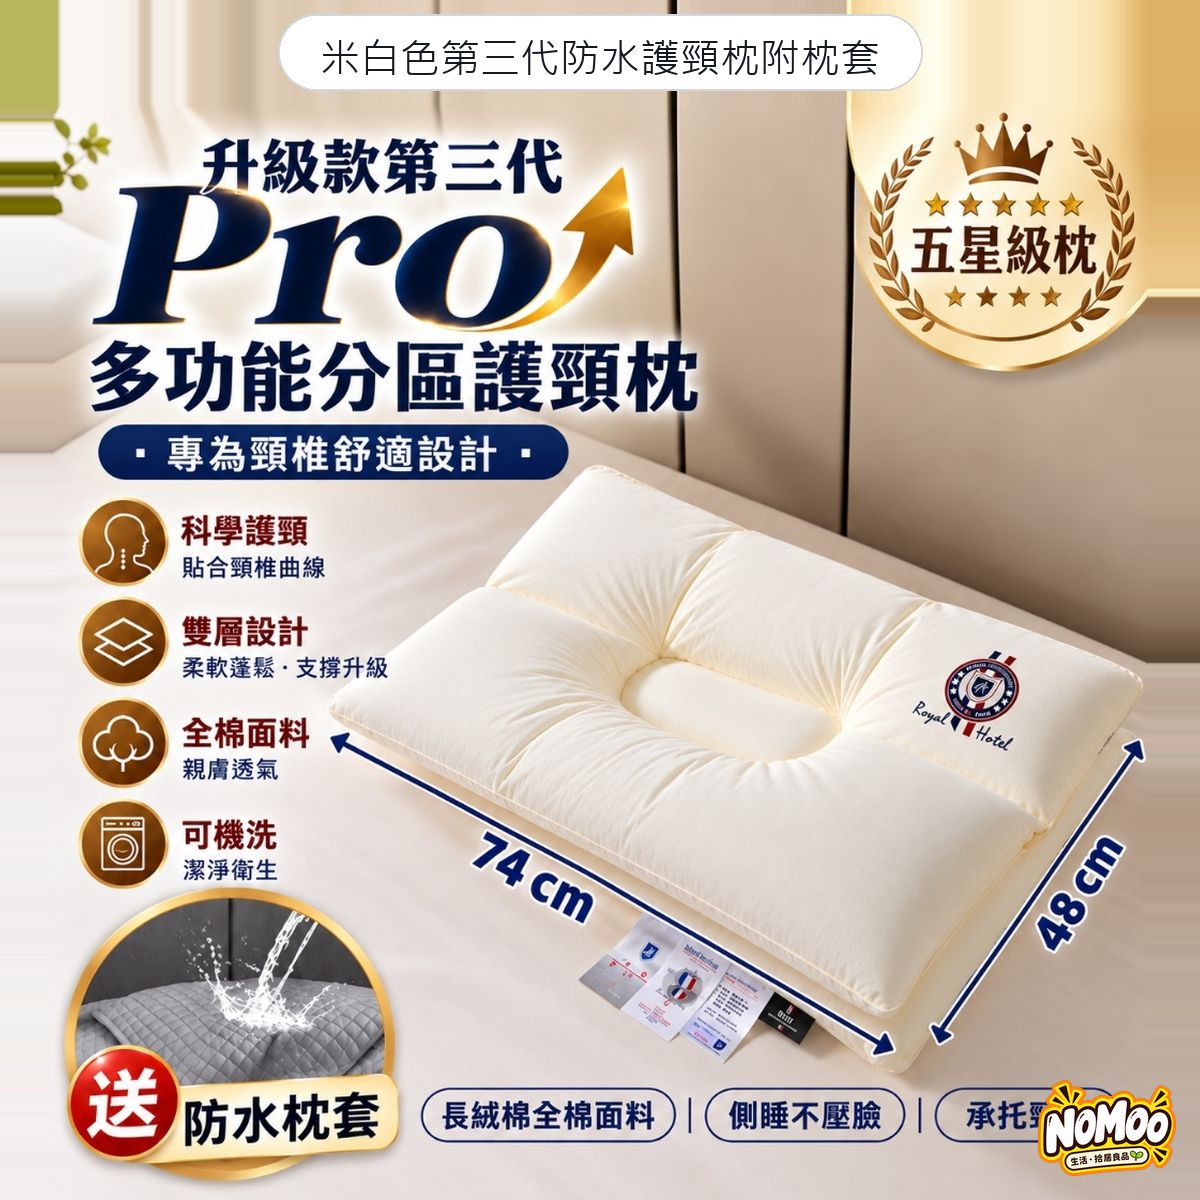 米白色第三代防水護頸枕附枕套
升級款第三代
Pro
多功能分區護頸枕
· 專為頸椎舒適設計 ·
五星級枕
科學護頸
貼合頸椎曲線
雙層設計
柔軟蓬鬆·支撐升級
全棉面料
親膚透氣
可機洗
潔淨衛生
Royal Hotel
74 cm
48 cm
送
防水枕套
長絨棉全棉面料
側睡不壓臉
承托
NOMOO
生活·拾居良品